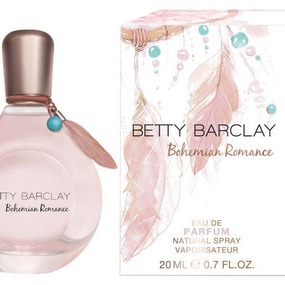 TTY BARCLAY
Bohemian Romance
BETTY BARCLAY
Bohemian Romance
EAU DE
PARFUM
NATURAL SPRAY
VAPORISATEUR
20 ML ℮ 0.7 FL.OZ.